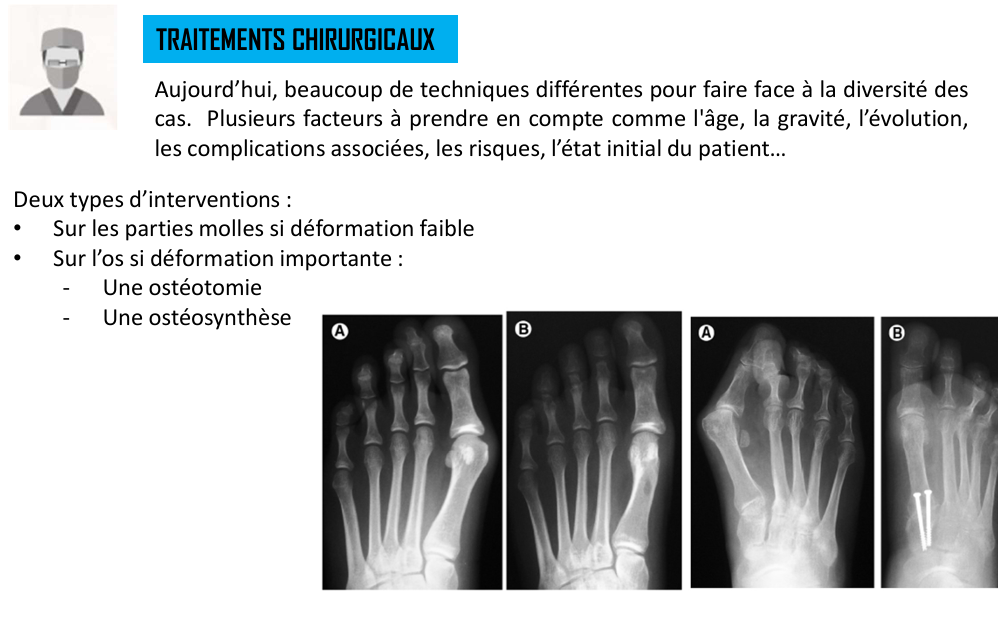 TRAITEMENTS CHIRURGICAUX
Aujourd’hui, beaucoup de techniques différentes pour faire face à la diversité des
cas. Plusieurs facteurs à prendre en compte comme l'âge, la gravité, l’évolution,
les complications associées, les risques, l’état initial du patient…
Deux types d’interventions :
• Sur les parties molles si déformation faible
• Sur l’os si déformation importante :
- Une ostéotomie
- Une ostéosynthèse
A
B
A
B